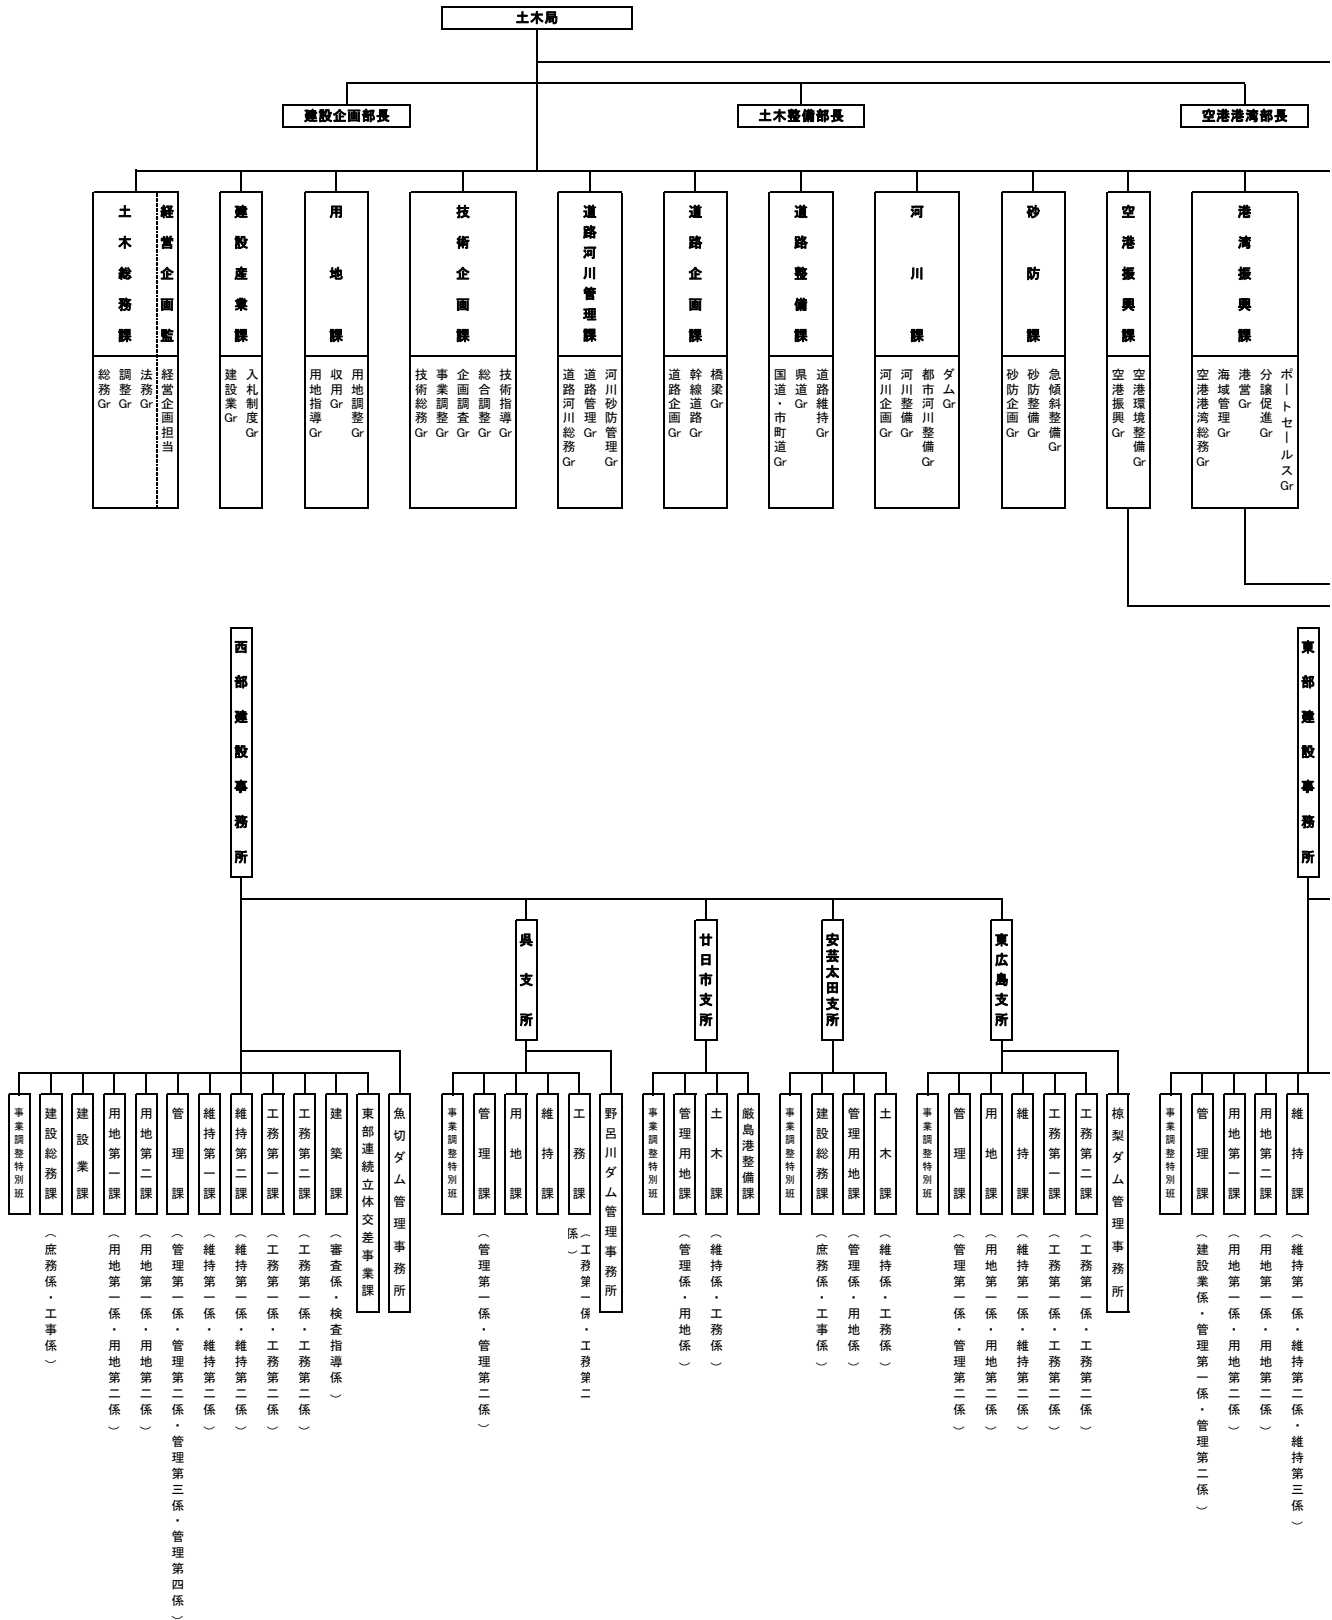 土木局
建設企画部長
土木整備部長
空港港湾部長
土木総務課
経営企画監
建設産業課
用地課
技術企画課
道路河川管理課
道路企画課
道路整備課
河川課
砂防課
空港振興課
港湾振興課
総務Gr
調整Gr
法務Gr
経営企画担当
建設業Gr
入札制度Gr
用地指導Gr
収用Gr
用地調整Gr
技術総務Gr
事業調整Gr
企画調査Gr
総合調整Gr
技術指導Gr
道路河川総務Gr
道路管理Gr
河川砂防管理Gr
道路企画Gr
幹線道路Gr
橋梁Gr
国道・市町道Gr
県道Gr
道路維持Gr
河川企画Gr
河川整備Gr
都市河川整備Gr
ダムGr
砂防企画Gr
砂防整備Gr
急傾斜整備Gr
空港振興Gr
空港環境整備Gr
空港港湾総務Gr
海域管理Gr
港営Gr
分譲促進Gr
ポートセールスGr
西部建設事務所
東部建設事務所
呉支所
廿日市支所
安芸太田支所
東広島支所
事業調整特別班
建設総務課
（庶務係・工事係）
建設業課
用地第一課
（用地第一係・用地第二係）
用地第二課
（用地第一係・用地第二係）
管理課
（管理第一係・管理第二係・管理第三係・管理第四係）
維持第一課
（維持第一係・維持第二係）
維持第二課
（維持第一係・維持第二係）
工務第一課
（工務第一係・工務第二係）
工務第二課
（工務第一係・工務第二係）
建築課
（審査係・検査指導係）
東部連続立体交差事業課
魚切ダム管理事務所
事業調整特別班
管理課
（管理第一係・管理第二係）
用地課
維持課
工務課
（工務第一係・工務第二
係）
野呂川ダム管理事務所
事業調整特別班
管理用地課
（管理係・用地係）
土木課
（維持係・工務係）
厳島港整備課
事業調整特別班
建設総務課
（庶務係・工事係）
管理用地課
（管理係・用地係）
土木課
（維持係・工務係）
事業調整特別班
管理課
（管理第一係・管理第二係）
用地課
（用地第一係・用地第二係）
維持課
（維持第一係・維持第二係）
工務第一課
（工務第一係・工務第二係）
工務第二課
（工務第一係・工務第二係）
椋梨ダム管理事務所
事業調整特別班
管理課
（建設業係・管理第一係・管理第二係）
用地第一課
（用地第一係・用地第二係）
用地第二課
（用地第一係・用地第二係）
維持課
（維持第一係・維持第二係・維持第三係）